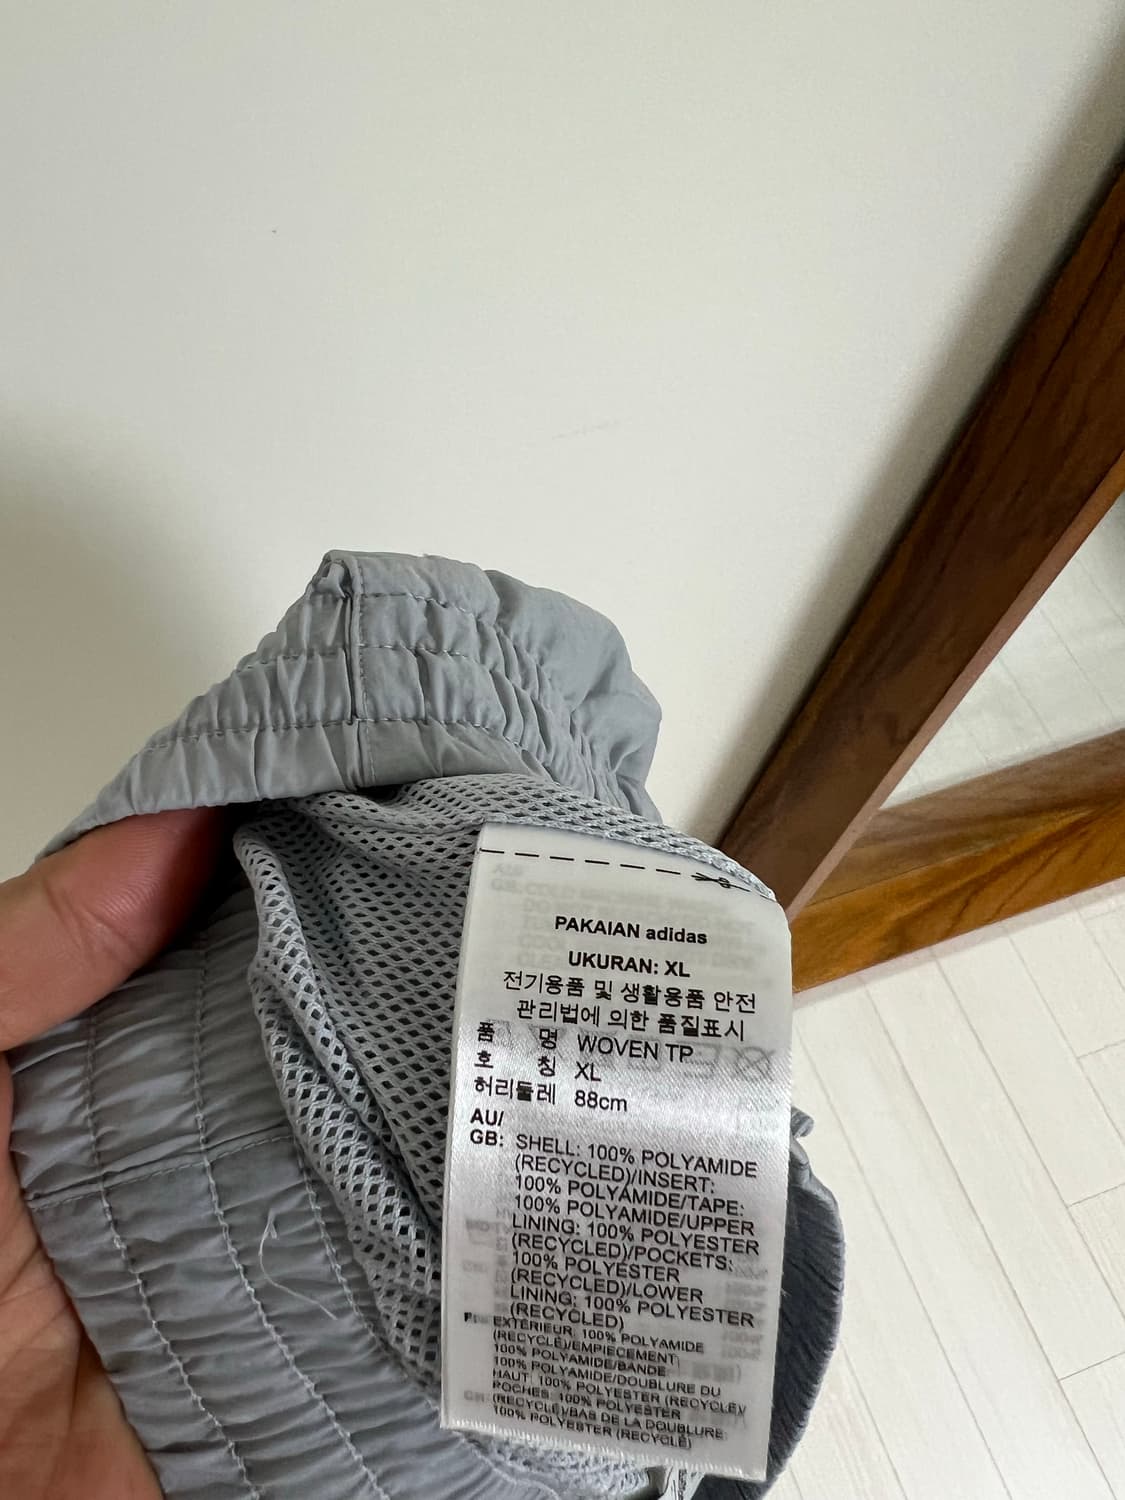 PAKAIAN adidas
UKURAN: XL
전기용품 및 생활용품 안전
관리법에 의한 품질표시
품 명 WOVEN TP
호 칭 XL
허리둘레 88cm
AU/
GB: SHELL: 100% POLYAMIDE
(RECYCLED)/INSERT:
100% POLYAMIDE/TAPE:
100% POLYAMIDE/UPPER
LINING: 100% POLYESTER
(RECYCLED)/POCKETS:
100% POLYESTER
(RECYCLED)/LOWER
LINING: 100% POLYESTER
(RECYCLED)
EXTÉRIEUR: 100% POLYAMIDE
(RECYCLÉ)/EMPIÈCEMENT
100% POLYAMIDE/BANDE
100% POLYAMIDE/DOUBLURE DU
HAUT: 100% POLYESTER (RECYCLÉ)/
POCHES: 100% POLYESTER
(RECYCLÉ)/BAS DE LA DOUBLURE:
100% POLYESTER (RECYCLÉ)